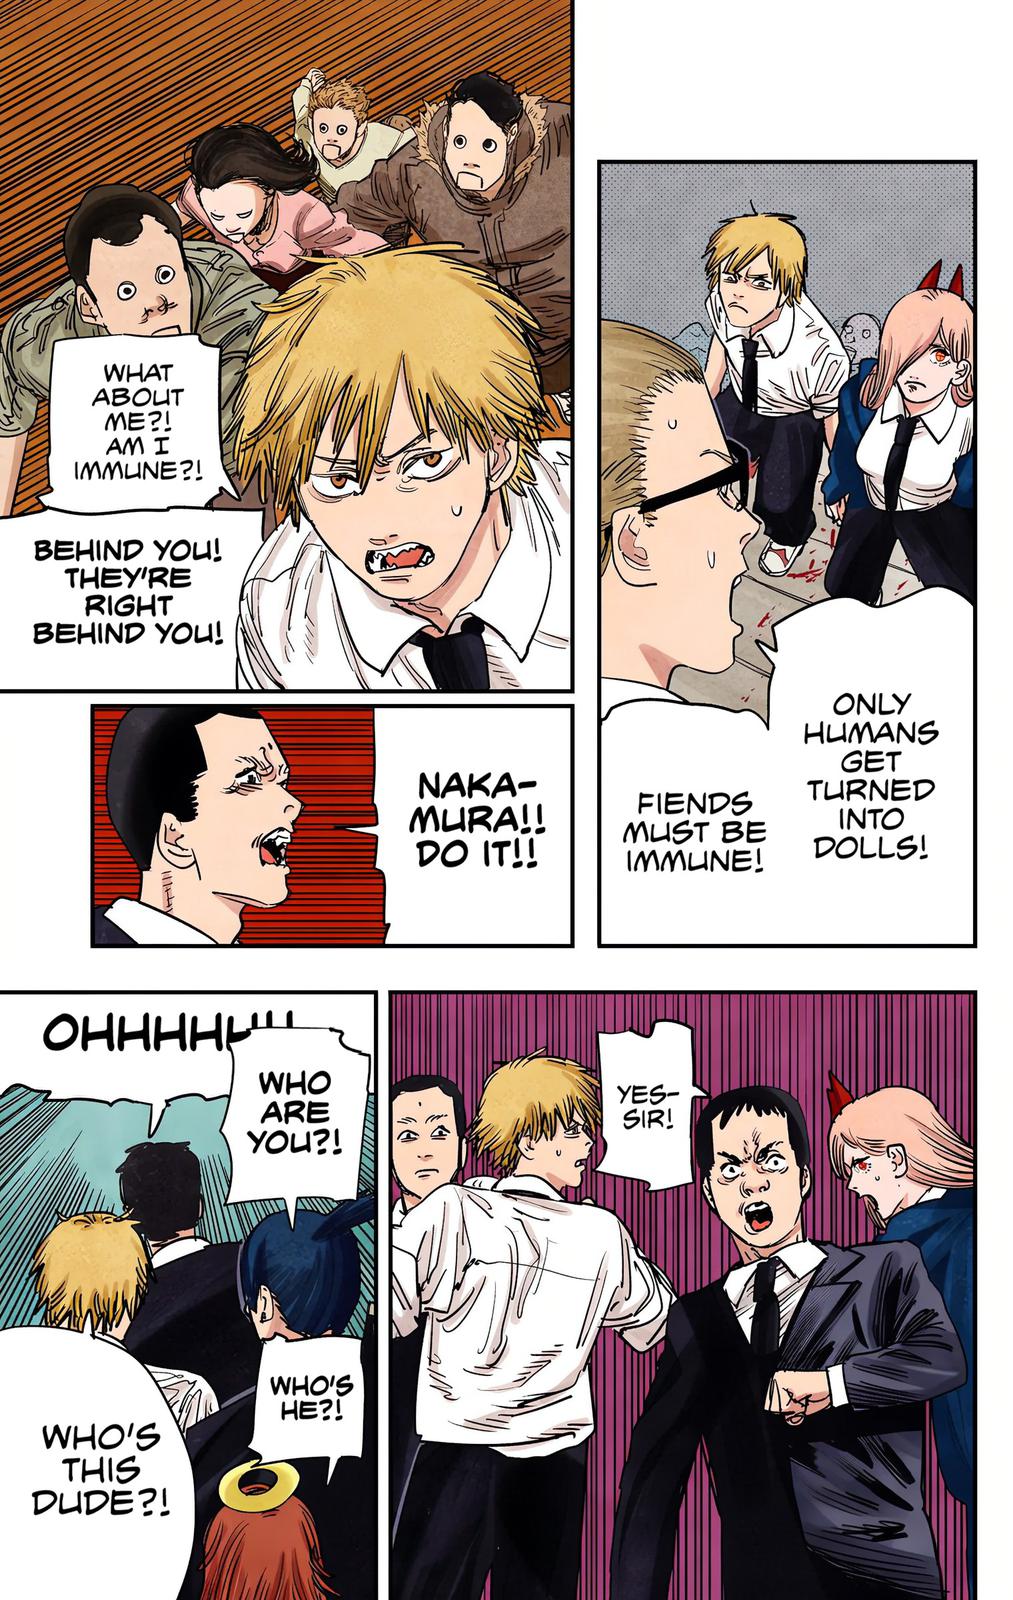 ONLY
HUMANS
GET
TURNED
INTO
DOLLS!
FIENDS
MUST BE
IMMUNE!
WHAT
ABOUT
ME?!
AM I
IMMUNE?!
BEHIND YOU!
THEY'RE
RIGHT
BEHIND YOU!
NAKA-
MURA!!
DO IT!!
YES-
SIR!
OHHHHHH
WHO
ARE
YOU?!
WHO'S
HE?!
WHO'S
THIS
DUDE?!